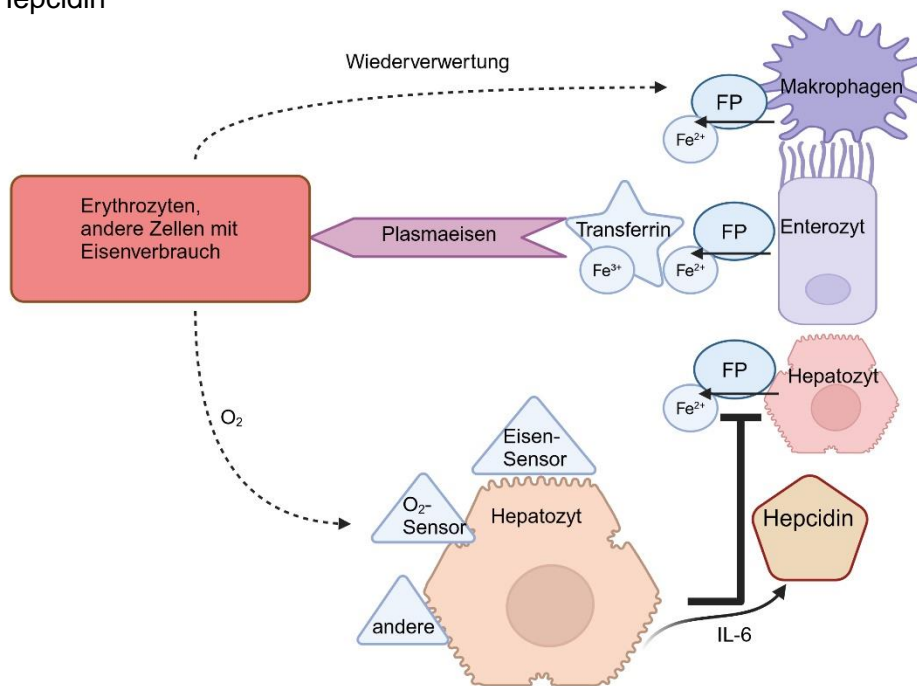 Hepcidin
Wiederverwertung
Makrophagen
FP
Fe²⁺
Erythrozyten,
andere Zellen mit
Eisenverbrauch
Plasmaeisen
Transferrin
Fe³⁺
Fe²⁺
FP
Enterozyt
FP
Fe²⁺
Hepatozyt
O₂
Eisen-
Sensor
O₂-
Sensor
Hepatozyt
andere
Hepcidin
IL-6